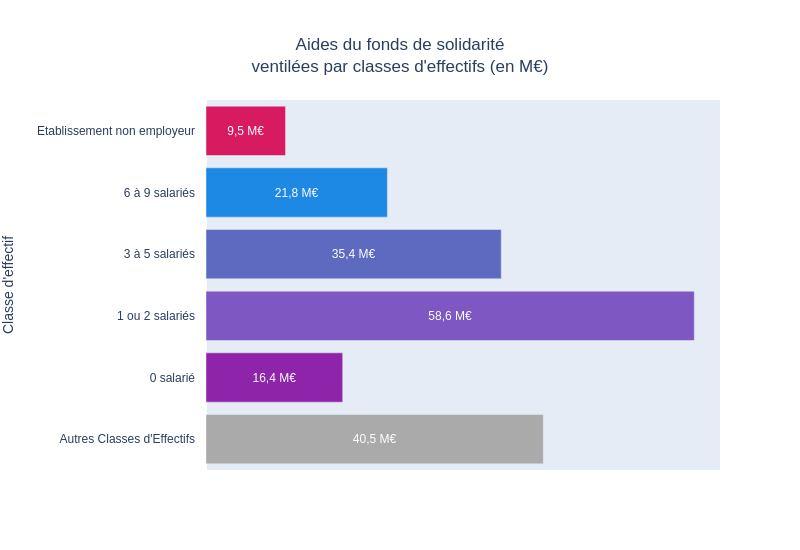 Aides du fonds de solidarité
ventilées par classes d'effectifs (en M€)
Classe d'effectif
Etablissement non employeur
9,5 M€
6 à 9 salariés
21,8 M€
3 à 5 salariés
35,4 M€
1 ou 2 salariés
58,6 M€
0 salarié
16,4 M€
Autres Classes d'Effectifs
40,5 M€